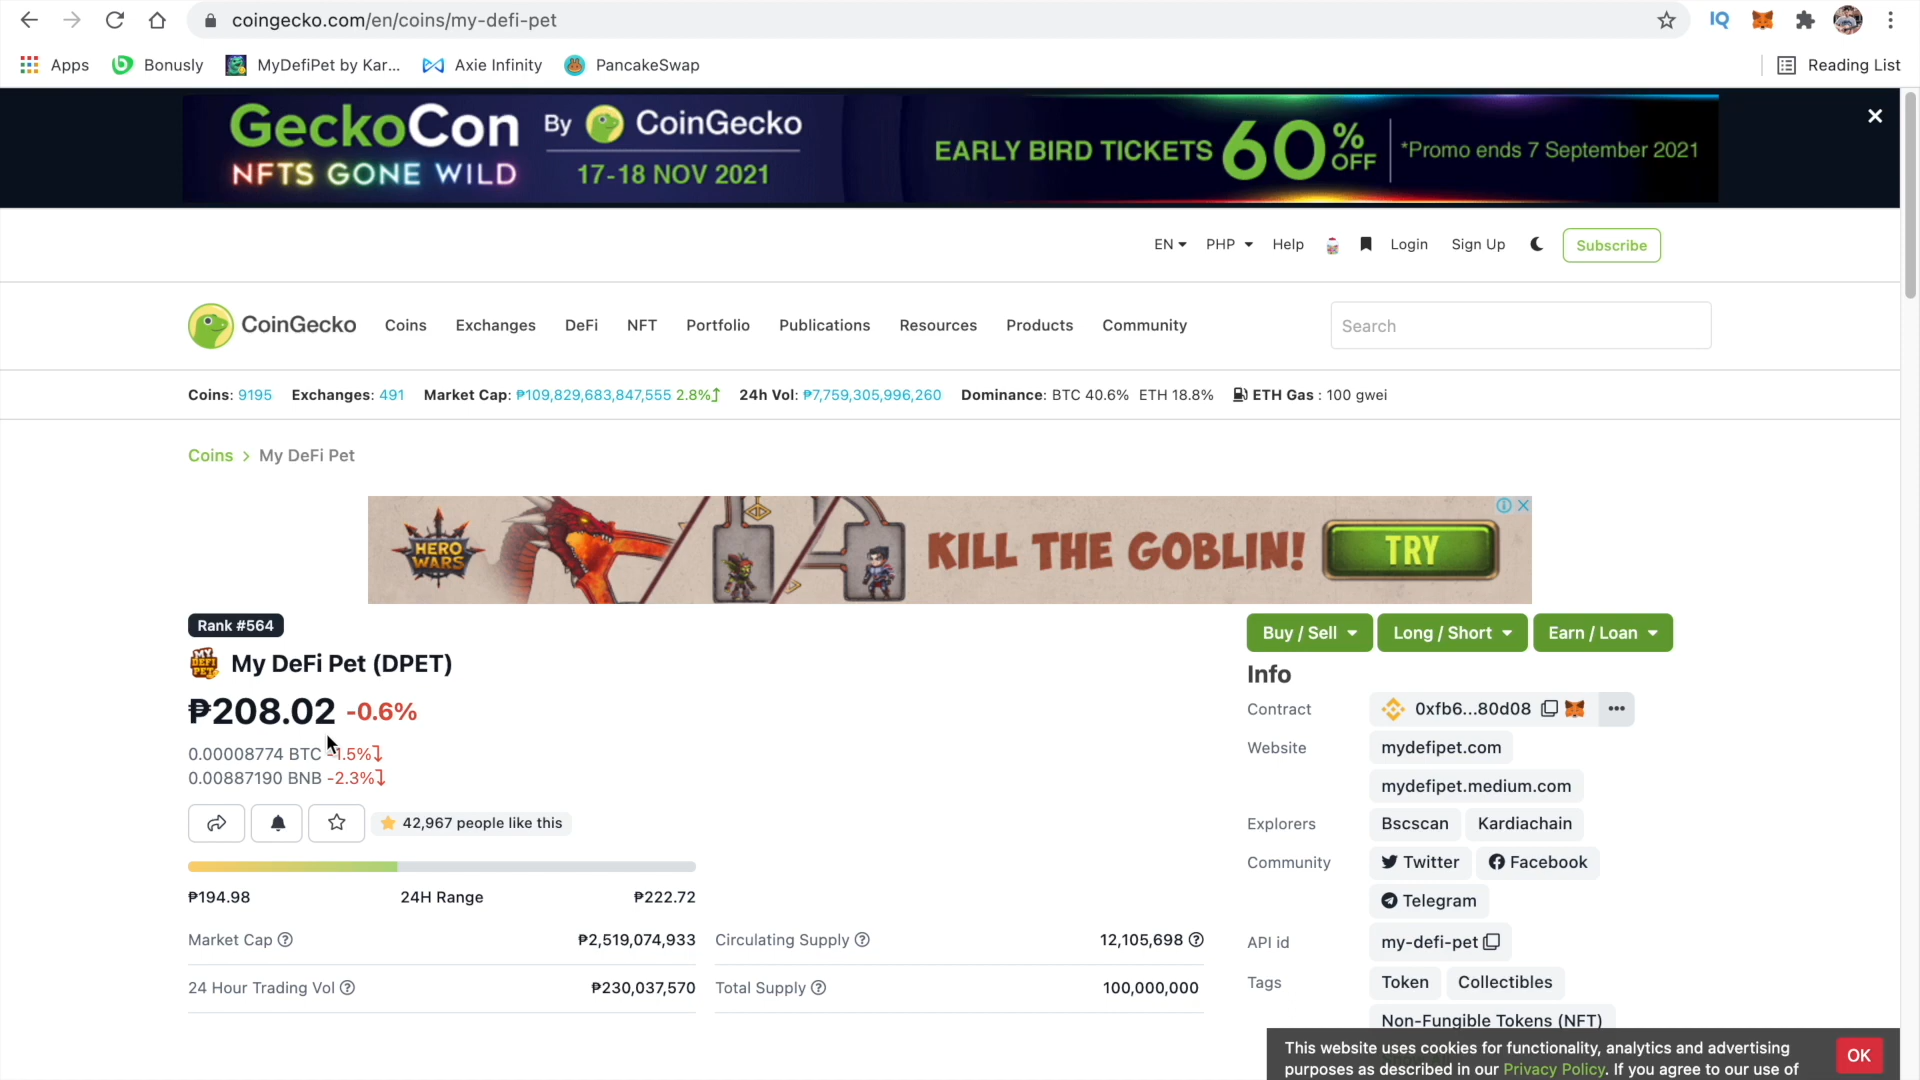 coingecko.com/en/coins/my-defi-pet
IQ
Apps
Bonusly
MyDefiPet by Kar...
Axie Infinity
PancakeSwap
Reading List
GeckoCon By CoinGecko
NFTS GONE WILD
17-18 NOV 2021
EARLY BIRD TICKETS 60% OFF
*Promo ends 7 September 2021
EN
PHP
Help
Login
Sign Up
Subscribe
CoinGecko
Coins
Exchanges
DeFi
NFT
Portfolio
Publications
Resources
Products
Community
Search
Coins: 9195 Exchanges: 491 Market Cap: ₱109,829,683,847,555 2.8% 24h Vol: ₱7,759,305,996,260 Dominance: BTC 40.6% ETH 18.8% ETH Gas : 100 gwei
Coins > My DeFi Pet
HERO WARS
KILL THE GOBLIN!
TRY
Rank #564
MY DEFI PET
My DeFi Pet (DPET)
₱208.02 -0.6%
0.00008774 BTC -1.5%
0.00887190 BNB -2.3%
42,967 people like this
₱194.98 24H Range ₱222.72
Market Cap ₱2,519,074,933
Circulating Supply 12,105,698
24 Hour Trading Vol ₱230,037,570
Total Supply 100,000,000
Buy / Sell
Long / Short
Earn / Loan
Info
Contract 0xfb6...80d08
Website mydefipet.com
mydefipet.medium.com
Explorers Bscscan Kardiachain
Community Twitter Facebook
Telegram
API id my-defi-pet
Tags Token Collectibles
Non-Fungible Tokens (NFT)
This website uses cookies for functionality, analytics and advertising
purposes as described in our Privacy Policy. If you agree to our use of
OK